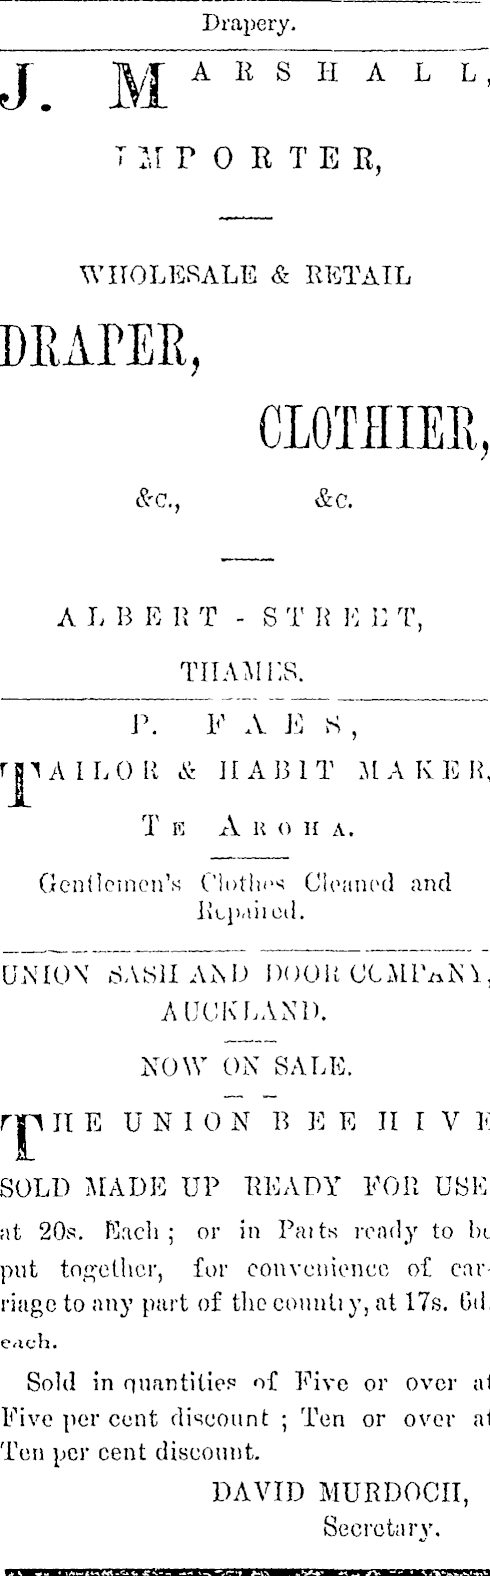 Drapery.
J. MARSHALL,
IMPORTER,
WHOLESALE & RETAIL
DRAPER,
CLOTHIER,
&c., &c.
ALBERT - STREET,
THAMES.
P. FAES,
TAILOR & HABIT MAKER,
TE AROHA.
Gentlemen's Clothes Cleaned and
Repaired.
UNION SASH AND DOOR COMPANY,
AUCKLAND.
NOW ON SALE.
THE UNION BEEHIVE
SOLD MADE UP READY FOR USE
at 20s. Each; or in Parts ready to be
put together, for convenience of car-
riage to any part of the country, at 17s. 6d.
each.
Sold in quantities of Five or over at
Five per cent discount; Ten or over at
Ten per cent discount.
DAVID MURDOCH,
Secretary.